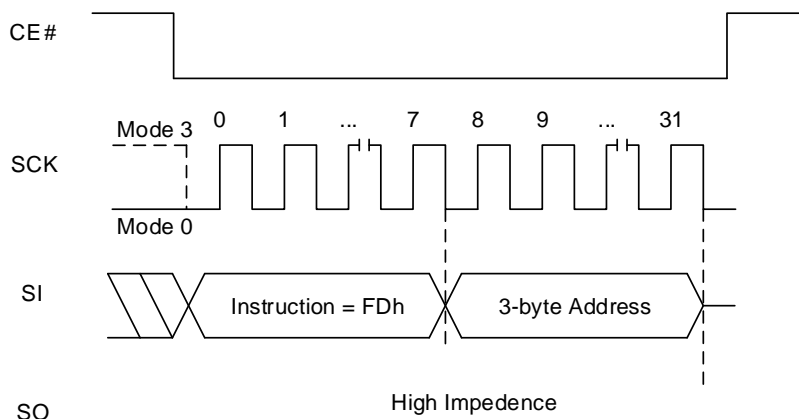 CE#
0 1 ... 7 8 9 ... 31
Mode 3
SCK
Mode 0
SI
Instruction = FDh
3-byte Address
High Impedence
SO